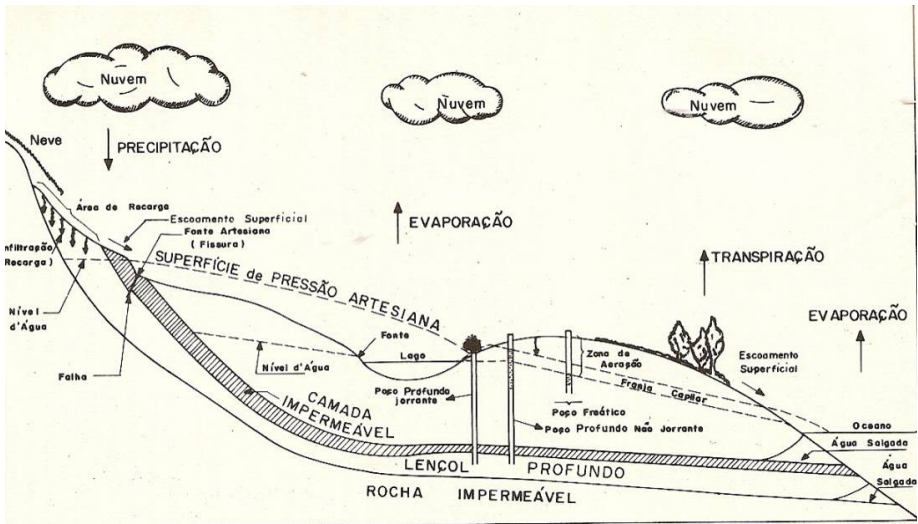 Nuvem
Nuvem
Nuvem
Neve
PRECIPITAÇÃO
Área de Recarga
Escoamento Superficial
Fonte Artesiana
(Fissura)
nfiltração
Recarga)
SUPERFÍCIE de PRESSÃO ARTESIANA
EVAPORAÇÃO
TRANSPIRAÇÃO
EVAPORAÇÃO
Nível
d'Água
Falha
Fonte
Nível d'Água
Lago
Zona de
Aeração
Escoamento
Superficial
Franja Capilar
Poço Profundo
jorrante
Poço Freático
Poço Profundo Não Jorrante
CAMADA
IMPERMEÁVEL
Oceano
Água Salgada
Água
Salgada
LENÇOL PROFUNDO
ROCHA IMPERMEÁVEL